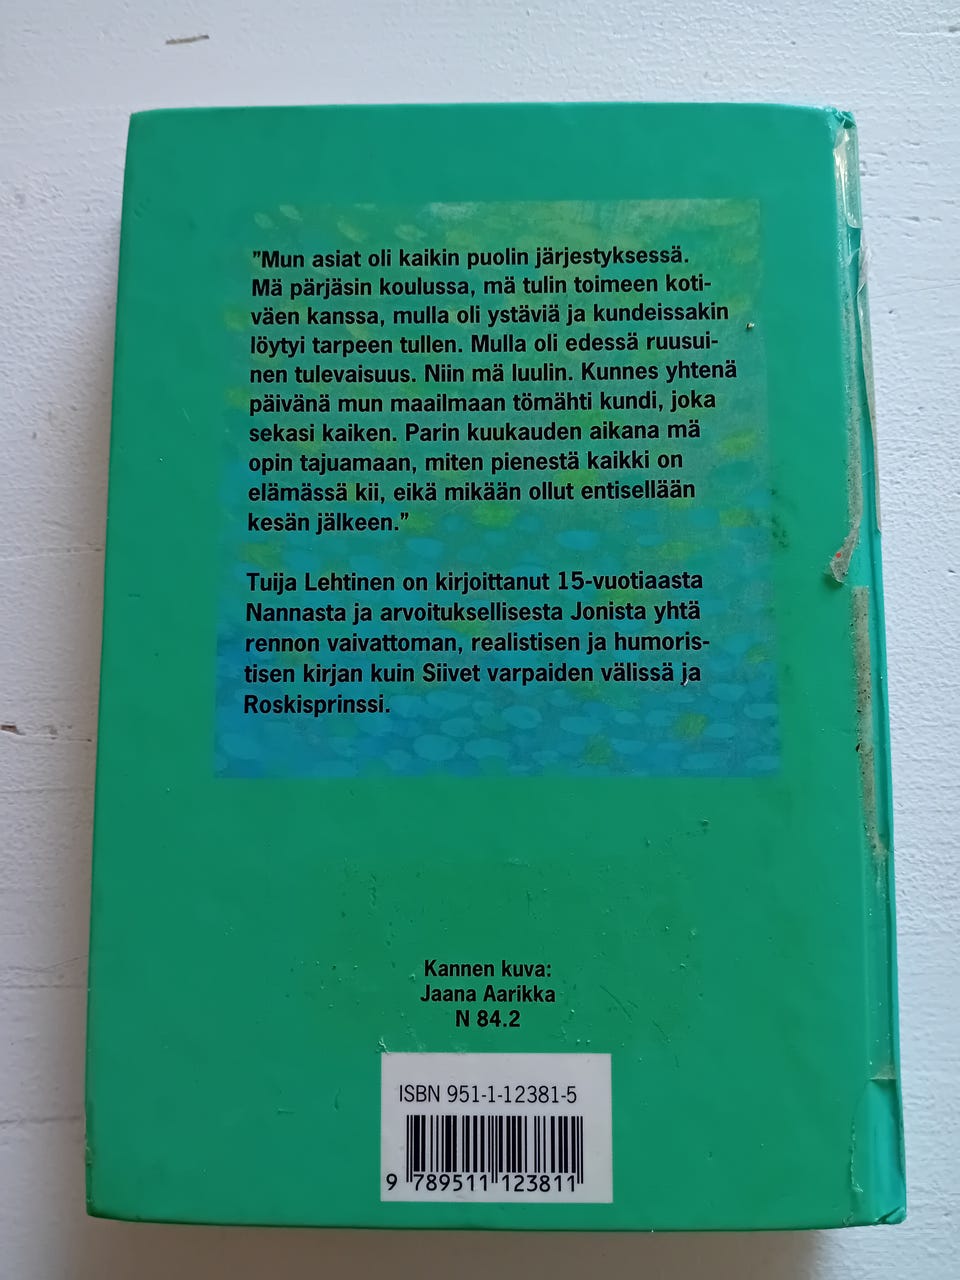 "Mun asiat oli kaikin puolin järjestyksessä.
Mä pärjäsin koulussa, mä tulin toimeen koti-
väen kanssa, mulla oli ystäviä ja kundeissakin
löytyi tarpeen tullen. Mulla oli edessä ruusui-
nen tulevaisuus. Niin mä luulin. Kunnes yhtenä
päivänä mun maailmaan tömähti kundi, joka
sekasi kaiken. Parin kuukauden aikana mä
opin tajuamaan, miten pienestä kaikki on
elämässä kii, eikä mikään ollut entisellään
kesän jälkeen."
Tuija Lehtinen on kirjoittanut 15-vuotiaasta
Nannasta ja arvoituksellisesta Jonista yhtä
rennon vaivattoman, realistisen ja humoris-
tisen kirjan kuin Siivet varpaiden välissä ja
Roskisprinssi.
Kannen kuva:
Jaana Aarikka
N 84.2
ISBN 951-1-12381-5
9 789511 123811